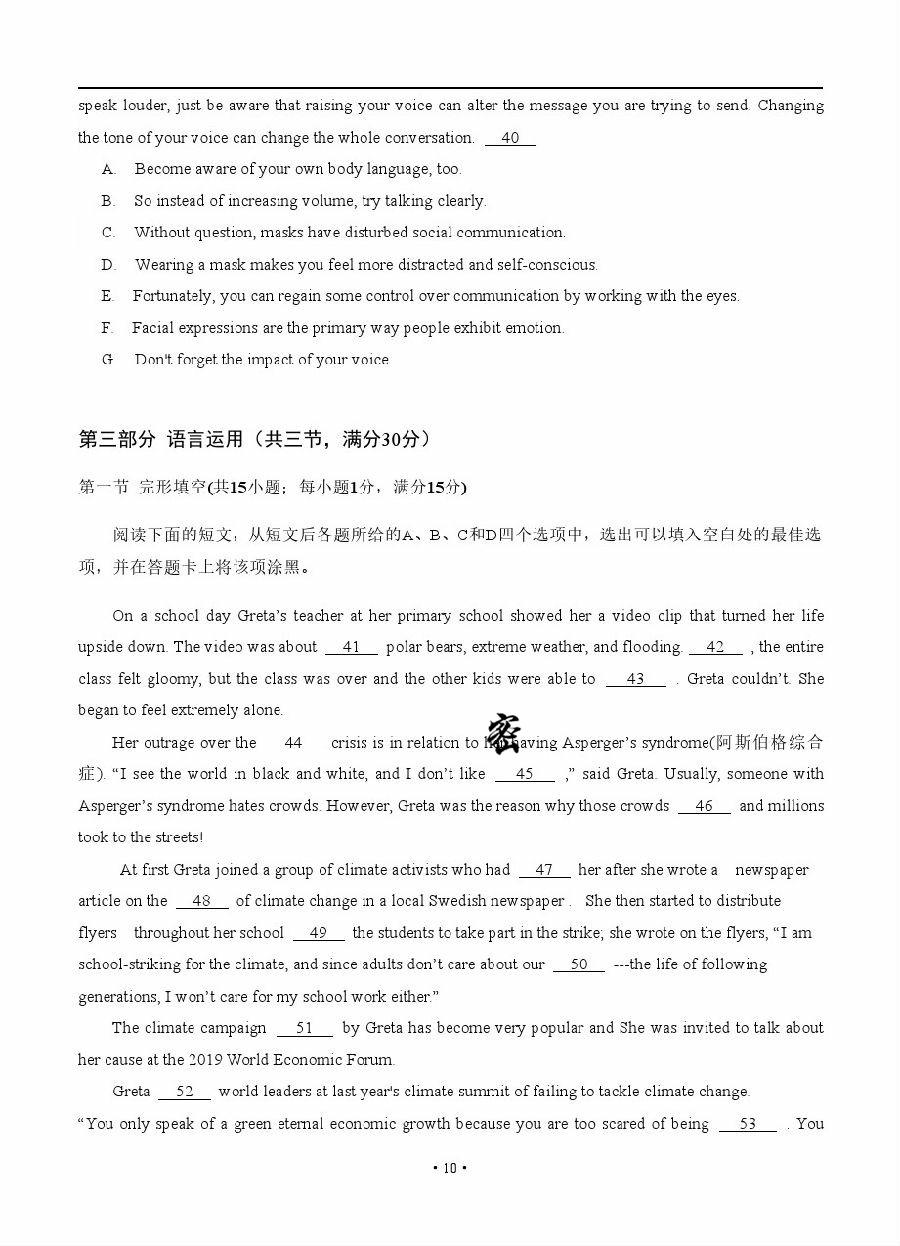 speak louder, just be aware that raising your voice can alter the message you are trying to send. Changing
the tone of your voice can change the whole conversation. 40
A. Become aware of your own body language, too.
B. So instead of increasing volume, try talking clearly.
C. Without question, masks have disturbed social communication.
D. Wearing a mask makes you feel more distracted and self-conscious.
E. Fortunately, you can regain some control over communication by working with the eyes.
F. Facial expressions are the primary way people exhibit emotion.
G Don't forget the impact of your voice
第三部分 语言运用（共三节，满分30分）
第一节 完形填空(共15小题；每小题1分，满分15分)
阅读下面的短文，从短文后各题所给的A、B、C和D四个选项中，选出可以填入空白处的最佳选
项，并在答题卡上将该项涂黑。
On a school day Greta's teacher at her primary school showed her a video clip that turned her life
upside down. The video was about 41 polar bears, extreme weather, and flooding. 42 , the entire
class felt gloomy, but the class was over and the other kids were able to 43 . Greta couldn't. She
began to feel extremely alone.
密
Her outrage over the 44 crisis is in relation to having Asperger's syndrome(阿斯伯格综合
症). “I see the world in black and white, and I don't like 45 ,” said Greta. Usually, someone with
Asperger's syndrome hates crowds. However, Greta was the reason why those crowds 46 and millions
took to the streets!
At first Greta joined a group of climate activists who had 47 her after she wrote a newspaper
article on the 48 of climate change in a local Swedish newspaper . She then started to distribute
flyers throughout her school 49 the students to take part in the strike; she wrote on the flyers, “I am
school-striking for the climate, and since adults don't care about our 50 ---the life of following
generations, I won't care for my school work either.”
The climate campaign 51 by Greta has become very popular and She was invited to talk about
her cause at the 2019 World Economic Forum.
Greta 52 world leaders at last year's climate summit of failing to tackle climate change.
“You only speak of a green eternal economic growth because you are too scared of being 53 . You
• 10 •